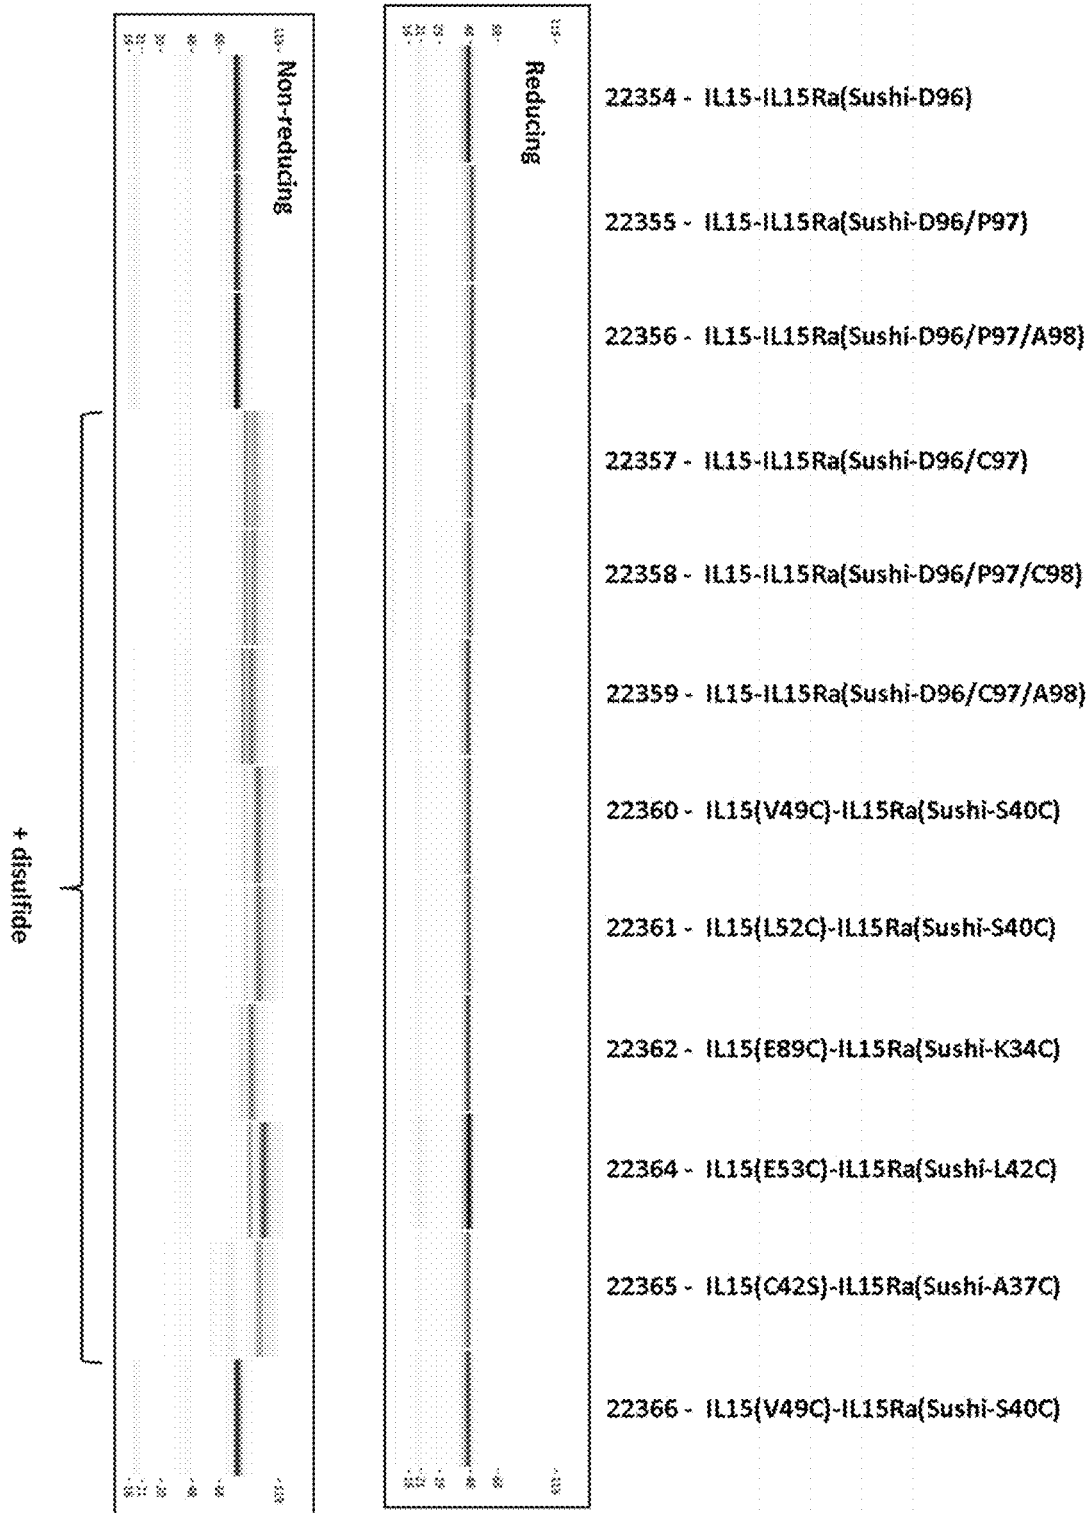 22354 - IL15-IL15Ra(Sushi-D96)
22355 - IL15-IL15Ra(Sushi-D96/P97)
22356 - IL15-IL15Ra(Sushi-D96/P97/A98)
22357 - IL15-IL15Ra(Sushi-D96/C97)
22358 - IL15-IL15Ra(Sushi-D96/P97/C98)
22359 - IL15-IL15Ra(Sushi-D96/C97/A98)
22360 - IL15(V49C)-IL15Ra(Sushi-S40C)
22361 - IL15(L52C)-IL15Ra(Sushi-S40C)
22362 - IL15(E89C)-IL15Ra(Sushi-K34C)
22364 - IL15(E53C)-IL15Ra(Sushi-L42C)
22365 - IL15(C42S)-IL15Ra(Sushi-A37C)
22366 - IL15(V49C)-IL15Ra(Sushi-S40C)
Reducing
Non-reducing
+ disulfide